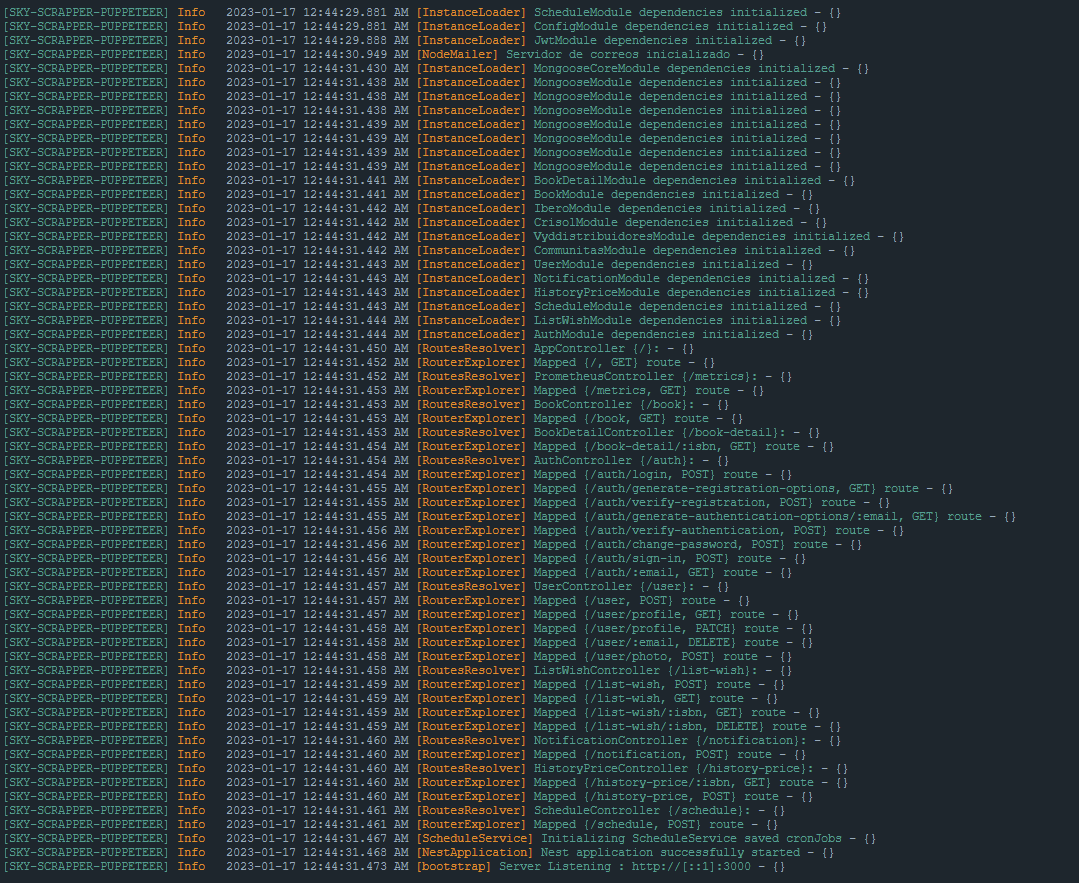 [SKY-SCRAPPER-PUPPETEER] Info 2023-01-17 12:44:29.881 AM [InstanceLoader] ScheduleModule dependencies initialized - {}
[SKY-SCRAPPER-PUPPETEER] Info 2023-01-17 12:44:29.881 AM [InstanceLoader] ConfigModule dependencies initialized - {}
[SKY-SCRAPPER-PUPPETEER] Info 2023-01-17 12:44:29.888 AM [InstanceLoader] JwtModule dependencies initialized - {}
[SKY-SCRAPPER-PUPPETEER] Info 2023-01-17 12:44:30.949 AM [NodeMailer] Servidor de correos inicializado - {}
[SKY-SCRAPPER-PUPPETEER] Info 2023-01-17 12:44:31.430 AM [InstanceLoader] MongooseCoreModule dependencies initialized - {}
[SKY-SCRAPPER-PUPPETEER] Info 2023-01-17 12:44:31.438 AM [InstanceLoader] MongooseModule dependencies initialized - {}
[SKY-SCRAPPER-PUPPETEER] Info 2023-01-17 12:44:31.438 AM [InstanceLoader] MongooseModule dependencies initialized - {}
[SKY-SCRAPPER-PUPPETEER] Info 2023-01-17 12:44:31.438 AM [InstanceLoader] MongooseModule dependencies initialized - {}
[SKY-SCRAPPER-PUPPETEER] Info 2023-01-17 12:44:31.439 AM [InstanceLoader] MongooseModule dependencies initialized - {}
[SKY-SCRAPPER-PUPPETEER] Info 2023-01-17 12:44:31.439 AM [InstanceLoader] MongooseModule dependencies initialized - {}
[SKY-SCRAPPER-PUPPETEER] Info 2023-01-17 12:44:31.439 AM [InstanceLoader] MongooseModule dependencies initialized - {}
[SKY-SCRAPPER-PUPPETEER] Info 2023-01-17 12:44:31.439 AM [InstanceLoader] MongooseModule dependencies initialized - {}
[SKY-SCRAPPER-PUPPETEER] Info 2023-01-17 12:44:31.441 AM [InstanceLoader] BookDetailModule dependencies initialized - {}
[SKY-SCRAPPER-PUPPETEER] Info 2023-01-17 12:44:31.441 AM [InstanceLoader] BookModule dependencies initialized - {}
[SKY-SCRAPPER-PUPPETEER] Info 2023-01-17 12:44:31.442 AM [InstanceLoader] IberoModule dependencies initialized - {}
[SKY-SCRAPPER-PUPPETEER] Info 2023-01-17 12:44:31.442 AM [InstanceLoader] CrisolModule dependencies initialized - {}
[SKY-SCRAPPER-PUPPETEER] Info 2023-01-17 12:44:31.442 AM [InstanceLoader] VyddistribuidoresModule dependencies initialized - {}
[SKY-SCRAPPER-PUPPETEER] Info 2023-01-17 12:44:31.442 AM [InstanceLoader] CommunitasModule dependencies initialized - {}
[SKY-SCRAPPER-PUPPETEER] Info 2023-01-17 12:44:31.443 AM [InstanceLoader] UserModule dependencies initialized - {}
[SKY-SCRAPPER-PUPPETEER] Info 2023-01-17 12:44:31.443 AM [InstanceLoader] NotificationModule dependencies initialized - {}
[SKY-SCRAPPER-PUPPETEER] Info 2023-01-17 12:44:31.443 AM [InstanceLoader] HistoryPriceModule dependencies initialized - {}
[SKY-SCRAPPER-PUPPETEER] Info 2023-01-17 12:44:31.443 AM [InstanceLoader] ScheduleModule dependencies initialized - {}
[SKY-SCRAPPER-PUPPETEER] Info 2023-01-17 12:44:31.444 AM [InstanceLoader] ListWishModule dependencies initialized - {}
[SKY-SCRAPPER-PUPPETEER] Info 2023-01-17 12:44:31.444 AM [InstanceLoader] AuthModule dependencies initialized - {}
[SKY-SCRAPPER-PUPPETEER] Info 2023-01-17 12:44:31.450 AM [RoutesResolver] AppController {/}: - {}
[SKY-SCRAPPER-PUPPETEER] Info 2023-01-17 12:44:31.452 AM [RouterExplorer] Mapped {/, GET} route - {}
[SKY-SCRAPPER-PUPPETEER] Info 2023-01-17 12:44:31.452 AM [RoutesResolver] PrometheusController {/metrics}: - {}
[SKY-SCRAPPER-PUPPETEER] Info 2023-01-17 12:44:31.453 AM [RouterExplorer] Mapped {/metrics, GET} route - {}
[SKY-SCRAPPER-PUPPETEER] Info 2023-01-17 12:44:31.453 AM [RoutesResolver] BookController {/book}: - {}
[SKY-SCRAPPER-PUPPETEER] Info 2023-01-17 12:44:31.453 AM [RouterExplorer] Mapped {/book, GET} route - {}
[SKY-SCRAPPER-PUPPETEER] Info 2023-01-17 12:44:31.453 AM [RoutesResolver] BookDetailController {/book-detail}: - {}
[SKY-SCRAPPER-PUPPETEER] Info 2023-01-17 12:44:31.454 AM [RouterExplorer] Mapped {/book-detail/:isbn, GET} route - {}
[SKY-SCRAPPER-PUPPETEER] Info 2023-01-17 12:44:31.454 AM [RoutesResolver] AuthController {/auth}: - {}
[SKY-SCRAPPER-PUPPETEER] Info 2023-01-17 12:44:31.454 AM [RouterExplorer] Mapped {/auth/login, POST} route - {}
[SKY-SCRAPPER-PUPPETEER] Info 2023-01-17 12:44:31.455 AM [RouterExplorer] Mapped {/auth/generate-registration-options, GET} route - {}
[SKY-SCRAPPER-PUPPETEER] Info 2023-01-17 12:44:31.455 AM [RouterExplorer] Mapped {/auth/verify-registration, POST} route - {}
[SKY-SCRAPPER-PUPPETEER] Info 2023-01-17 12:44:31.455 AM [RouterExplorer] Mapped {/auth/generate-authentication-options/:email, GET} route - {}
[SKY-SCRAPPER-PUPPETEER] Info 2023-01-17 12:44:31.456 AM [RouterExplorer] Mapped {/auth/verify-authentication, POST} route - {}
[SKY-SCRAPPER-PUPPETEER] Info 2023-01-17 12:44:31.456 AM [RouterExplorer] Mapped {/auth/change-password, POST} route - {}
[SKY-SCRAPPER-PUPPETEER] Info 2023-01-17 12:44:31.456 AM [RouterExplorer] Mapped {/auth/sign-in, POST} route - {}
[SKY-SCRAPPER-PUPPETEER] Info 2023-01-17 12:44:31.457 AM [RouterExplorer] Mapped {/auth/:email, GET} route - {}
[SKY-SCRAPPER-PUPPETEER] Info 2023-01-17 12:44:31.457 AM [RoutesResolver] UserController {/user}: - {}
[SKY-SCRAPPER-PUPPETEER] Info 2023-01-17 12:44:31.457 AM [RouterExplorer] Mapped {/user, POST} route - {}
[SKY-SCRAPPER-PUPPETEER] Info 2023-01-17 12:44:31.457 AM [RouterExplorer] Mapped {/user/profile, GET} route - {}
[SKY-SCRAPPER-PUPPETEER] Info 2023-01-17 12:44:31.458 AM [RouterExplorer] Mapped {/user/profile, PATCH} route - {}
[SKY-SCRAPPER-PUPPETEER] Info 2023-01-17 12:44:31.458 AM [RouterExplorer] Mapped {/user/:email, DELETE} route - {}
[SKY-SCRAPPER-PUPPETEER] Info 2023-01-17 12:44:31.458 AM [RouterExplorer] Mapped {/user/photo, POST} route - {}
[SKY-SCRAPPER-PUPPETEER] Info 2023-01-17 12:44:31.458 AM [RoutesResolver] ListWishController {/list-wish}: - {}
[SKY-SCRAPPER-PUPPETEER] Info 2023-01-17 12:44:31.459 AM [RouterExplorer] Mapped {/list-wish, POST} route - {}
[SKY-SCRAPPER-PUPPETEER] Info 2023-01-17 12:44:31.459 AM [RouterExplorer] Mapped {/list-wish, GET} route - {}
[SKY-SCRAPPER-PUPPETEER] Info 2023-01-17 12:44:31.459 AM [RouterExplorer] Mapped {/list-wish/:isbn, GET} route - {}
[SKY-SCRAPPER-PUPPETEER] Info 2023-01-17 12:44:31.459 AM [RouterExplorer] Mapped {/list-wish/:isbn, DELETE} route - {}
[SKY-SCRAPPER-PUPPETEER] Info 2023-01-17 12:44:31.460 AM [RoutesResolver] NotificationController {/notification}: - {}
[SKY-SCRAPPER-PUPPETEER] Info 2023-01-17 12:44:31.460 AM [RouterExplorer] Mapped {/notification, POST} route - {}
[SKY-SCRAPPER-PUPPETEER] Info 2023-01-17 12:44:31.460 AM [RoutesResolver] HistoryPriceController {/history-price}: - {}
[SKY-SCRAPPER-PUPPETEER] Info 2023-01-17 12:44:31.460 AM [RouterExplorer] Mapped {/history-price/:isbn, GET} route - {}
[SKY-SCRAPPER-PUPPETEER] Info 2023-01-17 12:44:31.460 AM [RouterExplorer] Mapped {/history-price, POST} route - {}
[SKY-SCRAPPER-PUPPETEER] Info 2023-01-17 12:44:31.461 AM [RoutesResolver] ScheduleController {/schedule}: - {}
[SKY-SCRAPPER-PUPPETEER] Info 2023-01-17 12:44:31.461 AM [RouterExplorer] Mapped {/schedule, POST} route - {}
[SKY-SCRAPPER-PUPPETEER] Info 2023-01-17 12:44:31.467 AM [ScheduleService] Initializing ScheduleService saved cronJobs - {}
[SKY-SCRAPPER-PUPPETEER] Info 2023-01-17 12:44:31.468 AM [NestApplication] Nest application successfully started - {}
[SKY-SCRAPPER-PUPPETEER] Info 2023-01-17 12:44:31.473 AM [bootstrap] Server Listening : http://[::1]:3000 - {}